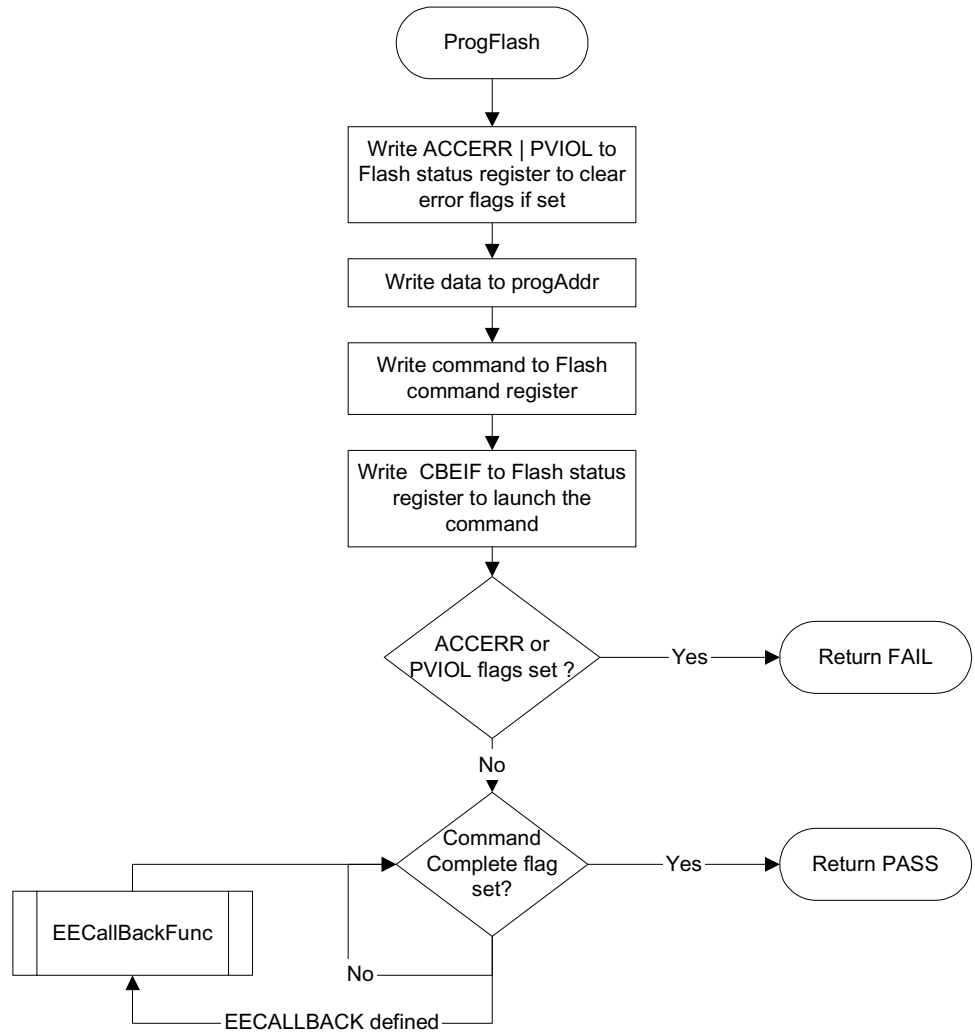 ProgFlash
Write ACCERR | PVIOL to
Flash status register to clear
error flags if set
Write data to progAddr
Write command to Flash
command register
Write  CBEIF to Flash status
register to launch the
command
ACCERR or
PVIOL flags set ?
Yes
Return FAIL
No
Command
Complete flag
set?
Yes
Return PASS
EECallBackFunc
No
EECALLBACK defined